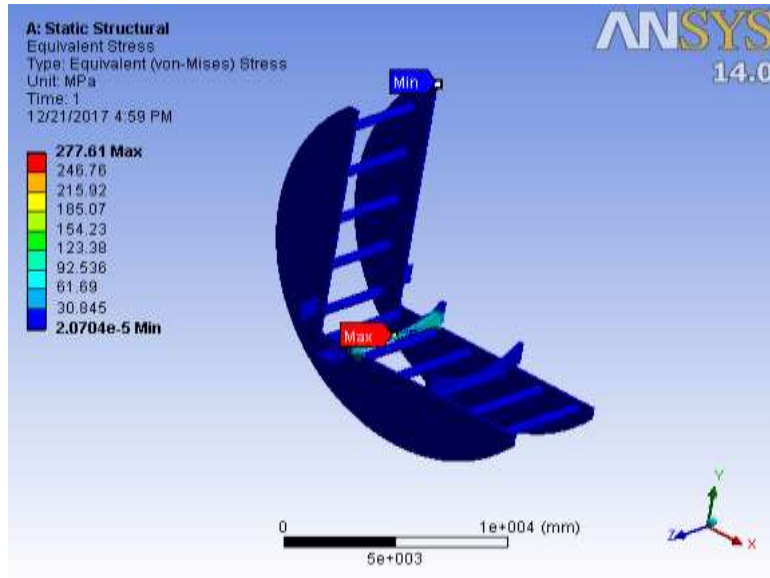 A: Static Structural
Equivalent Stress
Type: Equivalent (von-Mises) Stress
Unit: MPa
Time: 1
12/21/2017 4:59 PM
277.61 Max
246.76
215.92
185.07
154.23
123.38
92.536
61.69
30.845
2.0704e-5 Min
ANSYS
14.0
Min
Max
0
1e+004 (mm)
5e+003
Y
Z
X